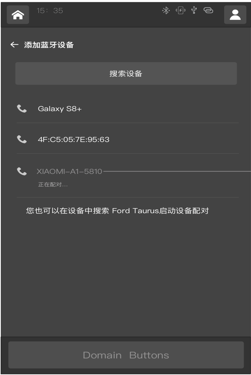 15: 35
添加蓝牙设备
搜索设备
Galaxy S8+
4F:C5:05:7E:95:63
XIAOMI-A1-5810
正在配对...
您也可以在设备中搜索 Ford Taurus启动设备配对
Domain Buttons